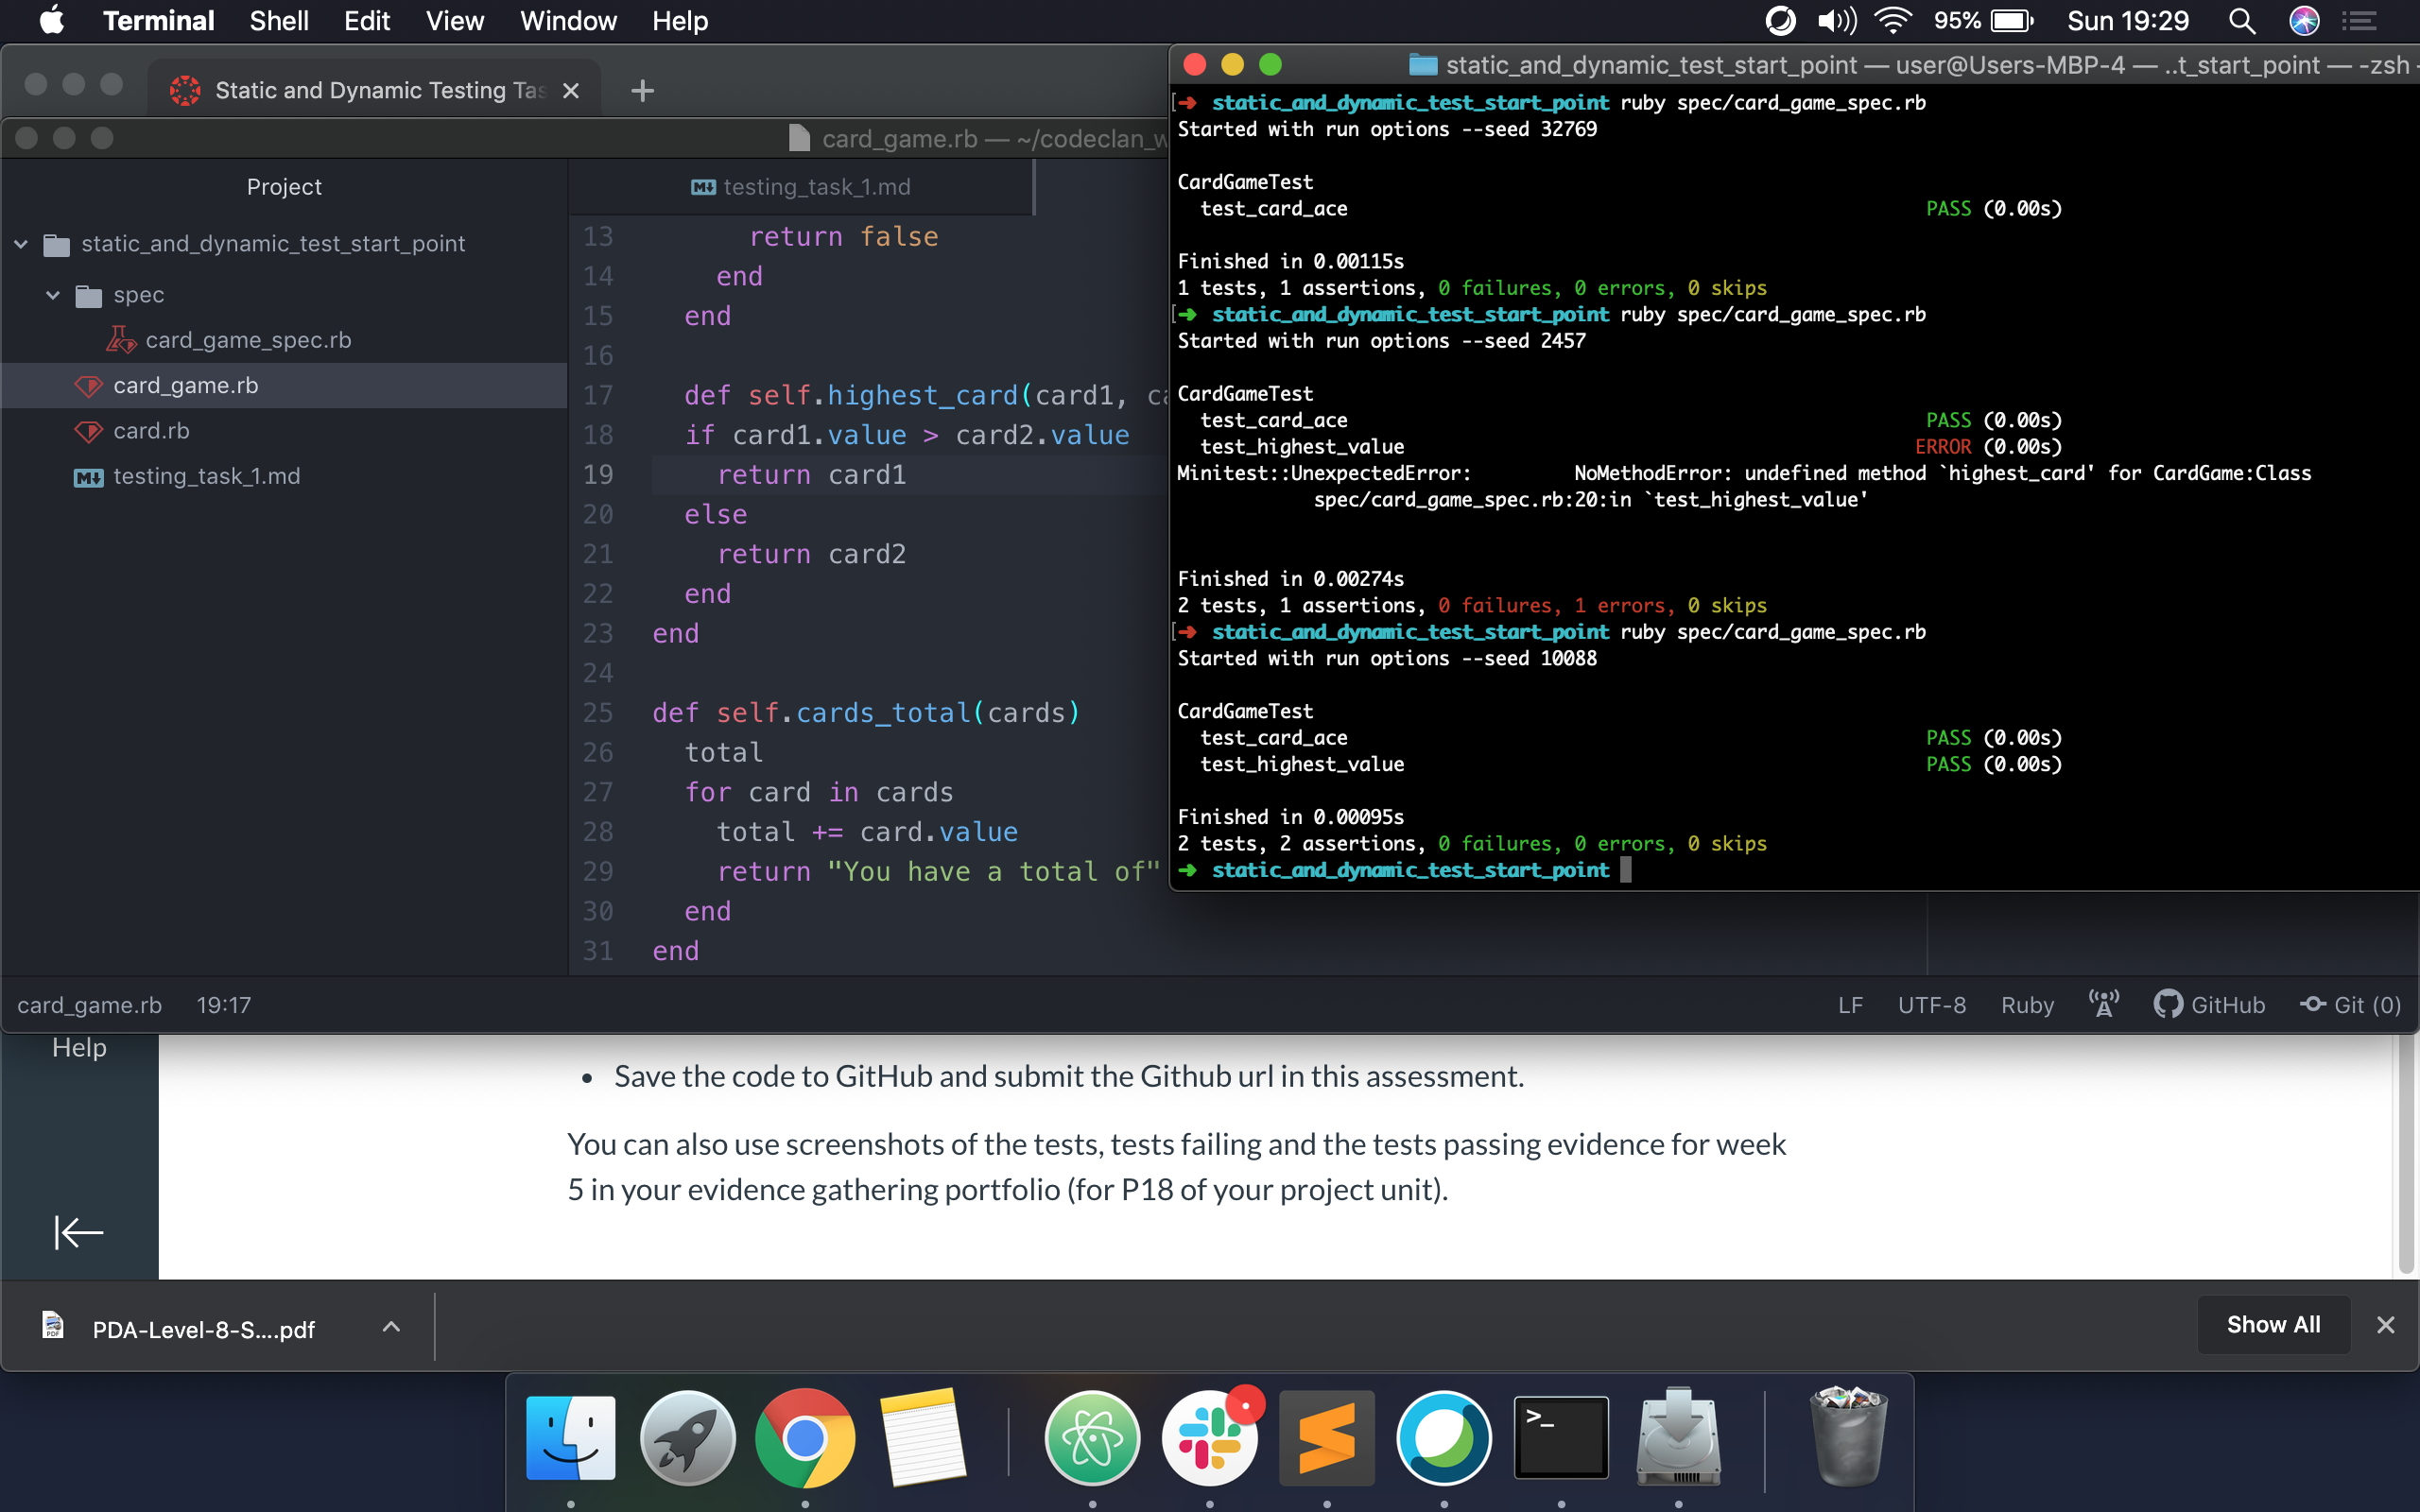 Terminal Shell Edit View Window Help 95% Sun 19:29
Static and Dynamic Testing Tas
card_game.rb — ~/codeclan_w
Project
static_and_dynamic_test_start_point
spec
card_game_spec.rb
card_game.rb
card.rb
testing_task_1.md
testing_task_1.md
13 return false
14 end
15 end
16
17 def self.highest_card(card1, ca
18 if card1.value > card2.value
19 return card1
20 else
21 return card2
22 end
23 end
24
25 def self.cards_total(cards)
26 total
27 for card in cards
28 total += card.value
29 return "You have a total of"
30 end
31 end
card_game.rb 19:17 LF UTF-8 Ruby GitHub Git (0)
static_and_dynamic_test_start_point — user@Users-MBP-4 — ..t_start_point — -zsh
[➜ static_and_dynamic_test_start_point ruby spec/card_game_spec.rb
Started with run options --seed 32769
CardGameTest
test_card_ace PASS (0.00s)
Finished in 0.00115s
1 tests, 1 assertions, 0 failures, 0 errors, 0 skips
[➜ static_and_dynamic_test_start_point ruby spec/card_game_spec.rb
Started with run options --seed 2457
CardGameTest
test_card_ace PASS (0.00s)
test_highest_value ERROR (0.00s)
Minitest::UnexpectedError: NoMethodError: undefined method `highest_card' for CardGame:Class
spec/card_game_spec.rb:20:in `test_highest_value'
Finished in 0.00274s
2 tests, 1 assertions, 0 failures, 1 errors, 0 skips
[➜ static_and_dynamic_test_start_point ruby spec/card_game_spec.rb
Started with run options --seed 10088
CardGameTest
test_card_ace PASS (0.00s)
test_highest_value PASS (0.00s)
Finished in 0.00095s
2 tests, 2 assertions, 0 failures, 0 errors, 0 skips
➜ static_and_dynamic_test_start_point
Help
• Save the code to GitHub and submit the Github url in this assessment.
You can also use screenshots of the tests, tests failing and the tests passing evidence for week
5 in your evidence gathering portfolio (for P18 of your project unit).
PDA-Level-8-S....pdf
Show All